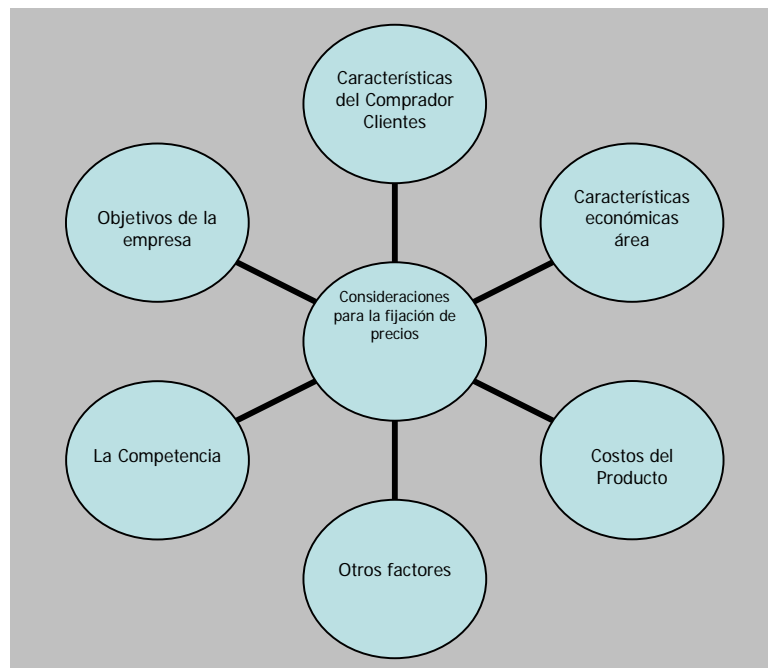 Características
del Comprador
Clientes
Objetivos de la
empresa
Características
económicas
área
Consideraciones
para la fijación de
precios
La Competencia
Costos del
Producto
Otros factores